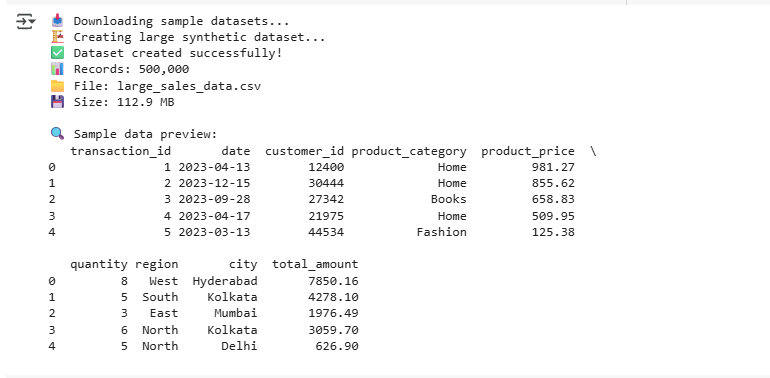 Downloading sample datasets...
Creating large synthetic dataset...
Dataset created successfully!
Records: 500,000
File: large_sales_data.csv
Size: 112.9 MB
Sample data preview:
transaction_id date customer_id product_category product_price \
0 1 2023-04-13 12400 Home 981.27
1 2 2023-12-15 30444 Home 855.62
2 3 2023-09-28 27342 Books 658.83
3 4 2023-04-17 21975 Home 509.95
4 5 2023-03-13 44534 Fashion 125.38
quantity region city total_amount
0 8 West Hyderabad 7850.16
1 5 South Kolkata 4278.10
2 3 East Mumbai 1976.49
3 6 North Kolkata 3059.70
4 5 North Delhi 626.90